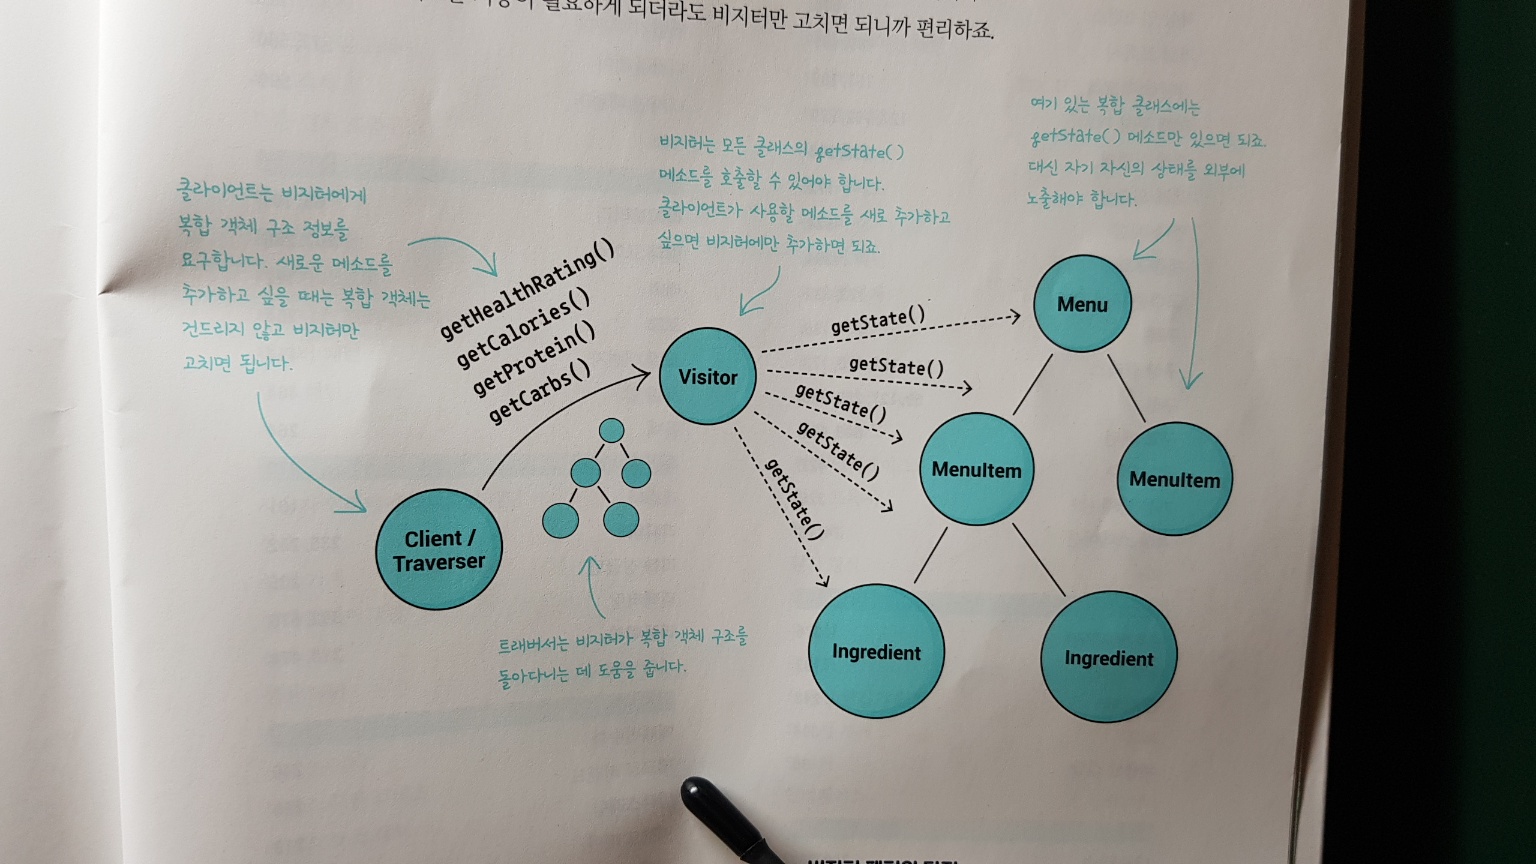 필요하게 되더라도 비지터만 고치면 되니까 편리하죠.
클라이언트는 비지터에게
복합 객체 구조 정보를
요구합니다. 새로운 메소드를
추가하고 싶을 때는 복합 객체는
건드리지 않고 비지터만
고치면 됩니다.
비지터는 모든 클래스의 getState()
메소드를 호출할 수 있어야 합니다.
클라이언트가 사용할 메소드를 새로 추가하고
싶으면 비지터에만 추가하면 되죠.
여기 있는 복합 클래스에는
getState() 메소드만 있으면 되죠.
대신 자기 자신의 상태를 외부에
노출해야 합니다.
getHealthRating()
getCalories()
getProtein()
getCarbs()
Client /
Traverser
Visitor
getState()
getState()
getState()
getState()
getState()
Menu
MenuItem
MenuItem
Ingredient
Ingredient
트래버서는 비지터가 복합 객체 구조를
돌아다니는 데 도움을 줍니다.